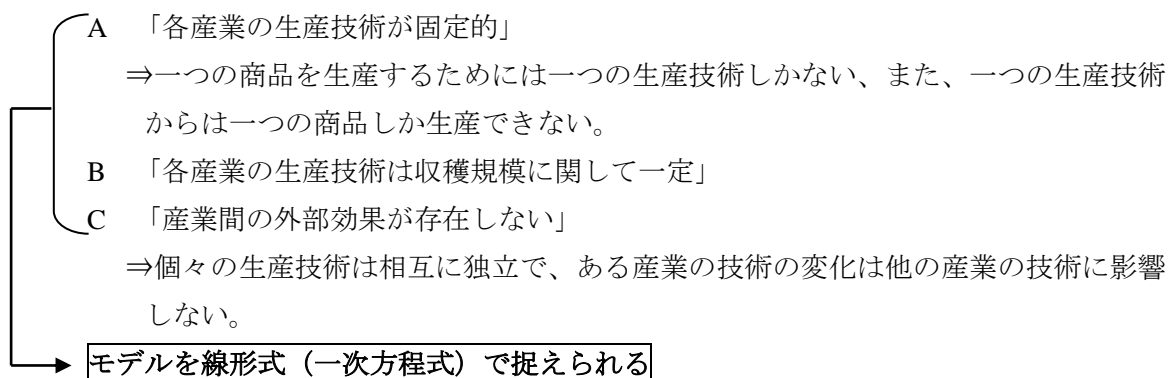 A 「各産業の生産技術が固定的」
⇒一つの商品を生産するためには一つの生産技術しかない、また、一つの生産技術
からは一つの商品しか生産できない。
B 「各産業の生産技術は収穫規模に関して一定」
C 「産業間の外部効果が存在しない」
⇒個々の生産技術は相互に独立で、ある産業の技術の変化は他の産業の技術に影響
しない。
モデルを線形式（一次方程式）で捉えられる